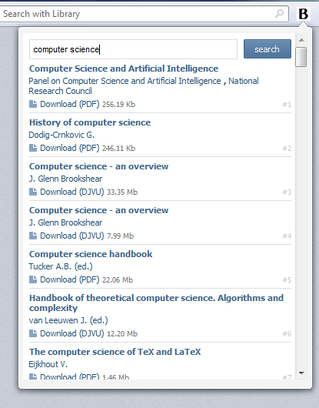 Search with Library
B
computer science
search
Computer Science and Artificial Intelligence
Panel on Computer Science and Artificial Intelligence , National
Research Council
Download (PDF) 256.19 Kb
#1
History of computer science
Dodig-Crnkovic G.
Download (PDF) 246.11 Kb
#2
Computer science - an overview
J. Glenn Brookshear
Download (DJVU) 33.35 Mb
#3
Computer science - an overview
J. Glenn Brookshear
Download (DJVU) 7.99 Mb
#4
Computer science handbook
Tucker A.B. (ed.)
Download (PDF) 22.06 Mb
#5
Handbook of theoretical computer science. Algorithms and
complexity
van Leeuwen J. (ed.)
Download (DJVU) 12.20 Mb
#6
The computer science of TeX and LaTeX
Eijkhout V.
Download (PDF) 1.46 Mb
#7